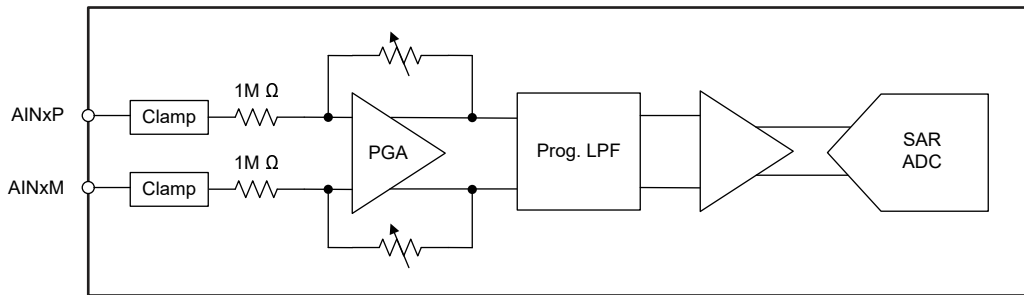 1M Ω
AINxP
Clamp
PGA
Prog. LPF
SAR
ADC
1M Ω
AINxM
Clamp